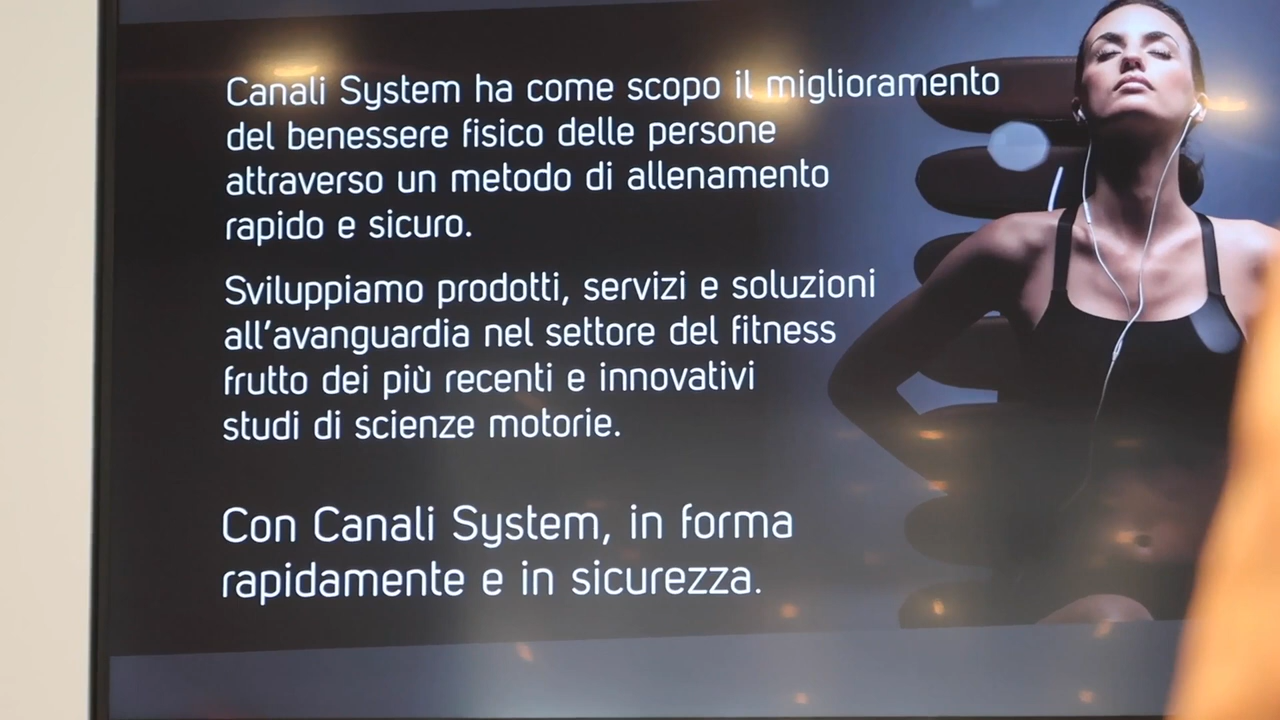 Canali System ha come scopo il miglioramento
del benessere fisico delle persone
attraverso un metodo di allenamento
rapido e sicuro.
Sviluppiamo prodotti, servizi e soluzioni
all'avanguardia nel settore del fitness
frutto dei più recenti e innovativi
studi di scienze motorie.
Con Canali System, in forma
rapidamente e in sicurezza.